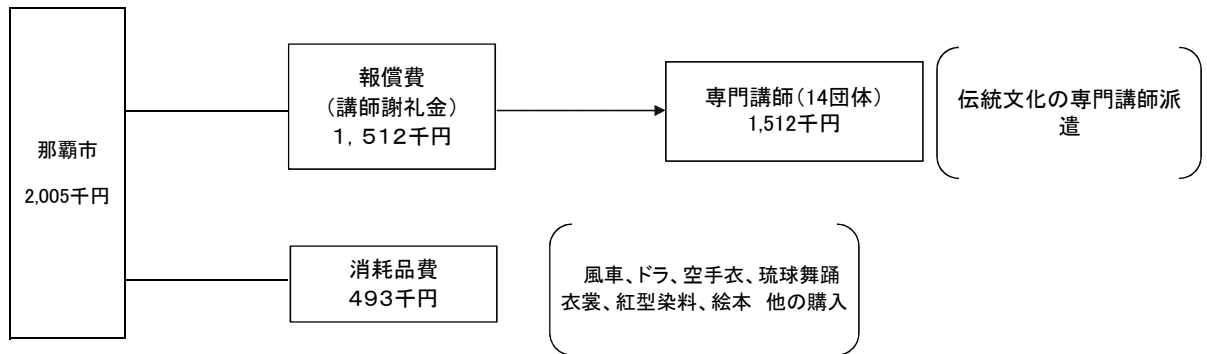 那覇市
2,005千円
報償費
（講師謝礼金）
１，５１２千円
専門講師（14団体）
1,512千円
伝統文化の専門講師派
遣
消耗品費
４９３千円
風車、ドラ、空手衣、琉球舞踊
衣裳、紅型染料、絵本　他の購入